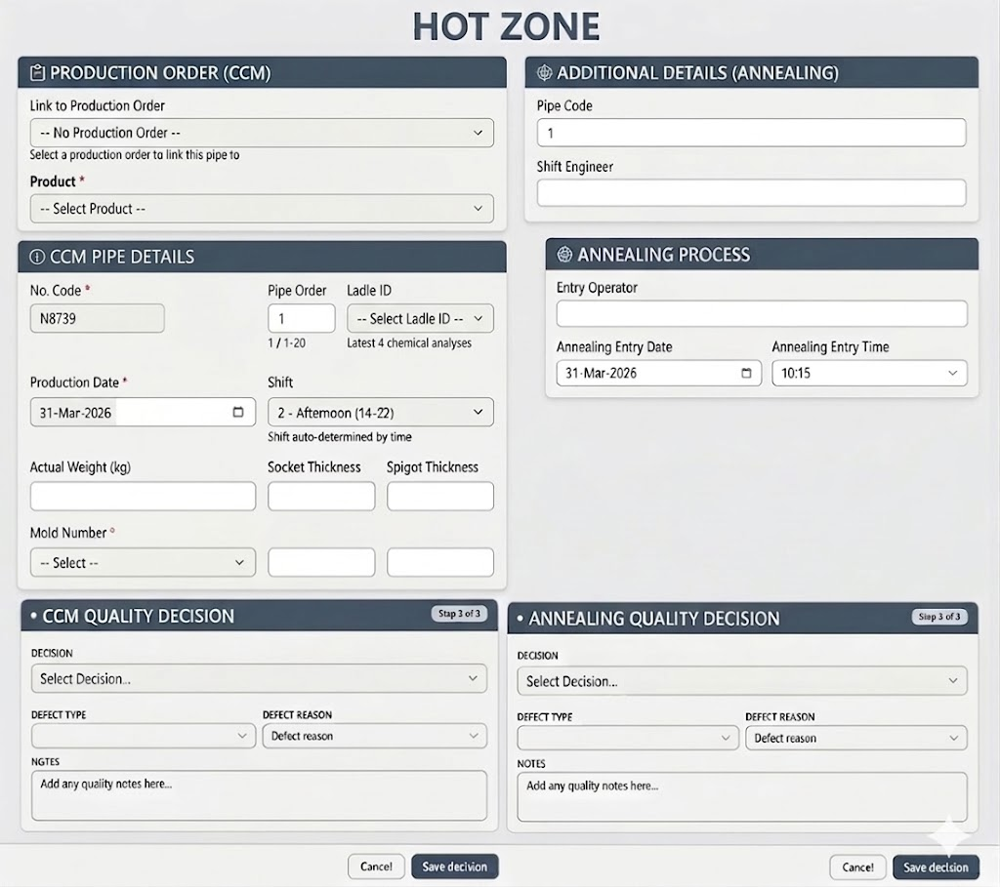 HOT ZONE
PRODUCTION ORDER (CCM)
Link to Production Order
-- No Production Order --
Select a production order to link this pipe to
Product *
-- Select Product --
CCM PIPE DETAILS
No. Code *
Pipe Order
Ladle ID
N8739
1
-- Select Ladle ID --
1 / 1-20
Latest 4 chemical analyses
Production Date *
Shift
31-Mar-2026
2 - Afternoon (14-22)
Shift auto-determined by time
Actual Weight (kg)
Socket Thickness
Spigot Thickness
Mold Number *
-- Select --
• CCM QUALITY DECISION
Stap 3 of 3
DECISION
Select Decision...
DEFECT TYPE
DEFECT REASON
Defect reason
NGTES
Add any quality notes here...
Cancel
Save decivion
ADDITIONAL DETAILS (ANNEALING)
Pipe Code
1
Shift Engineer
ANNEALING PROCESS
Entry Operator
Annealing Entry Date
Annealing Entry Time
31-Mar-2026
10:15
• ANNEALING QUALITY DECISION
Siep 3 of 3
DECISION
Select Decision...
DEFECT TYPE
DEFECT REASON
Defect reason
NOTES
Add any quality notes here...
Cancel
Save decision